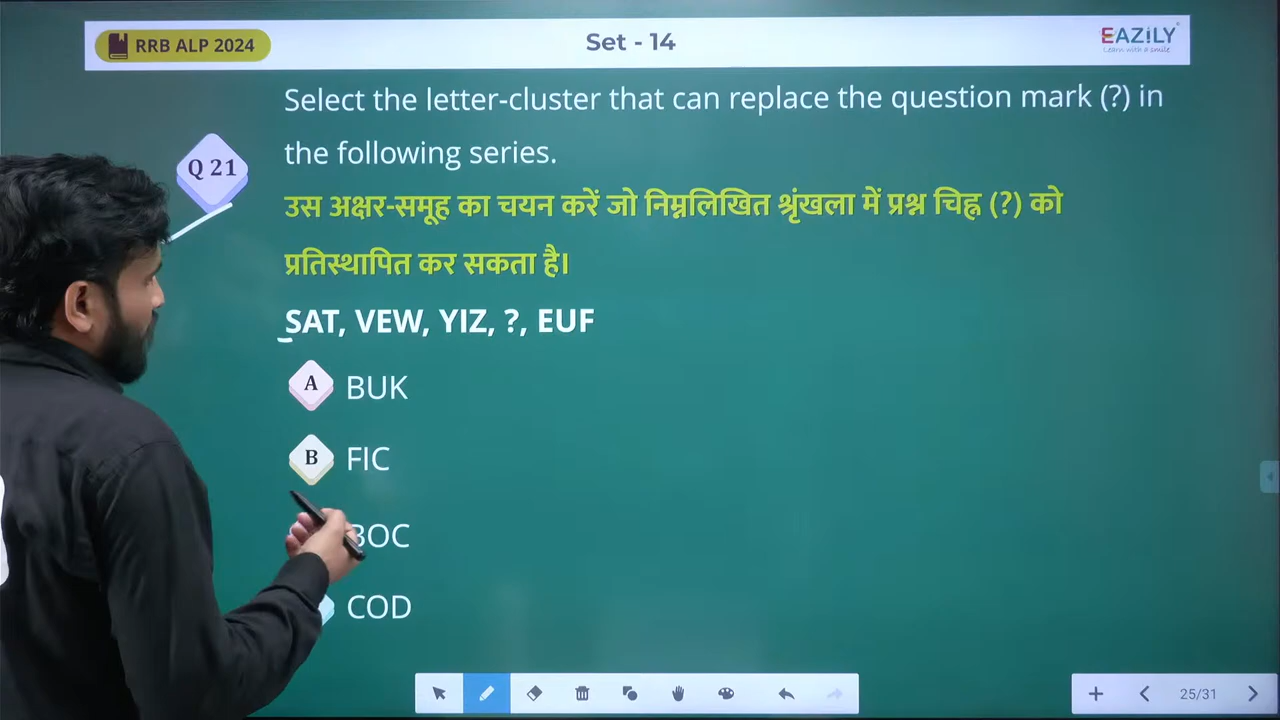 RRB ALP 2024
Set - 14
EAZILY
Learn with a smile
Q 21
Select the letter-cluster that can replace the question mark (?) in
the following series.
उस अक्षर-समूह का चयन करें जो निम्नलिखित श्रृंखला में प्रश्न चिह्न (?) को
प्रतिस्थापित कर सकता है।
SAT, VEW, YIZ, ?, EUF
A BUK
B FIC
BOC
COD
25/31